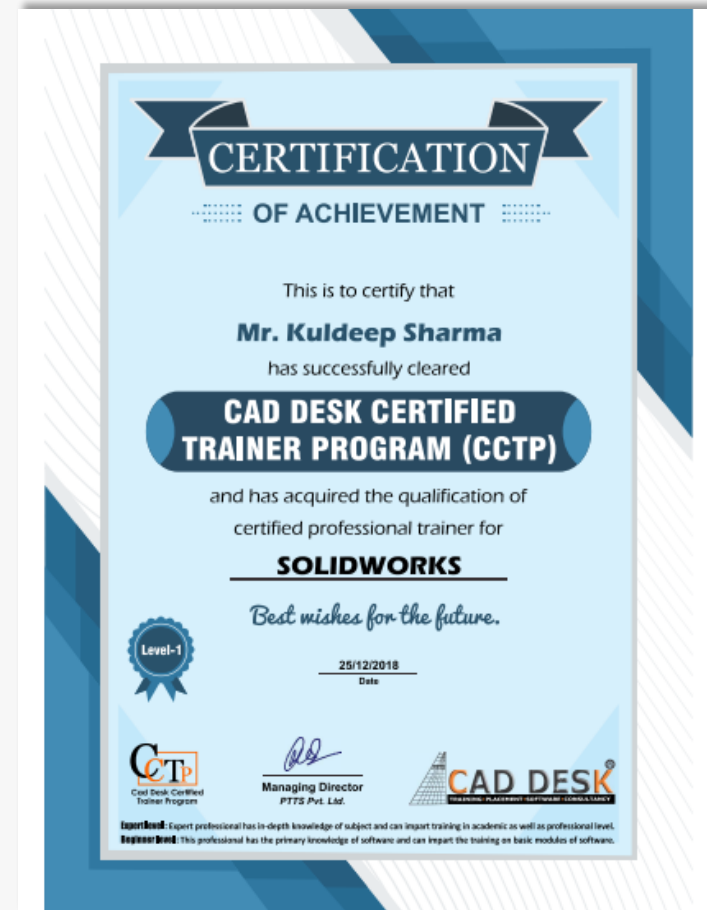 CERTIFICATION
OF ACHIEVEMENT
This is to certify that
Mr. Kuldeep Sharma
has successfully cleared
CAD DESK CERTIFIED
TRAINER PROGRAM (CCTP)
and has acquired the qualification of
certified professional trainer for
SOLIDWORKS
Best wishes for the future.
Level-1
25/12/2018
Date
CCTP
Cad Desk Certified
Trainer Program
Managing Director
PTTS Pvt. Ltd.
CAD DESK®
TRAINING · PLACEMENT · SOFTWARE · CONSULTANCY
Expert level: Expert professional has in-depth knowledge of subject and can impart training in academic as well as professional level.
Beginner level: This professional has the primary knowledge of software and can impart the training on basic modules of software.